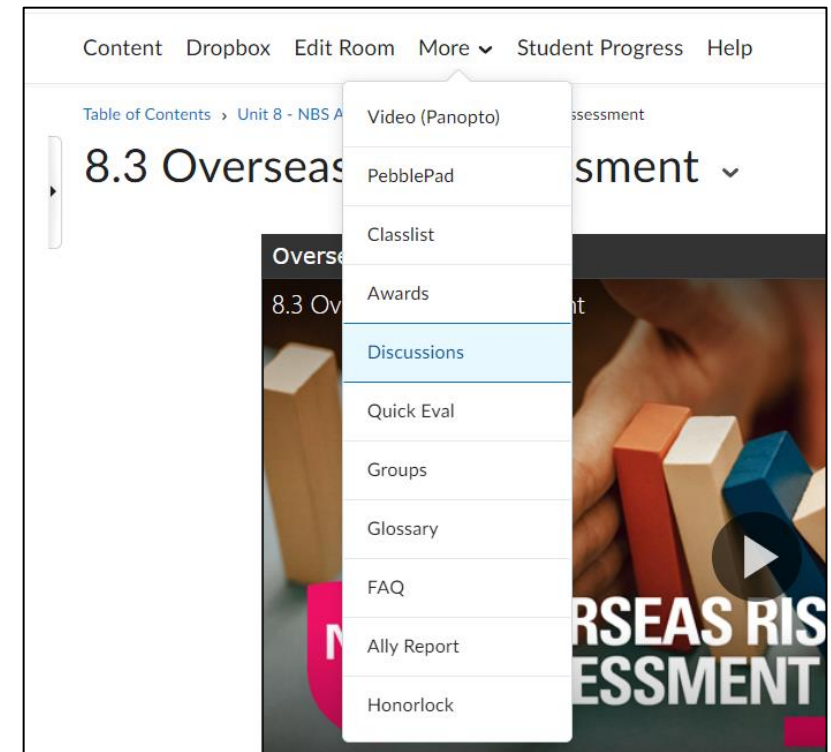 Content Dropbox Edit Room More Student Progress Help
Table of Contents › Unit 8 - NBS A
ssessment
8.3 Overseas
sment
Overse
8.3 Ov
nt
Video (Panopto)
PebblePad
Classlist
Awards
Discussions
Quick Eval
Groups
Glossary
FAQ
Ally Report
Honorlock
N
RSEAS RIS
ESSMENT